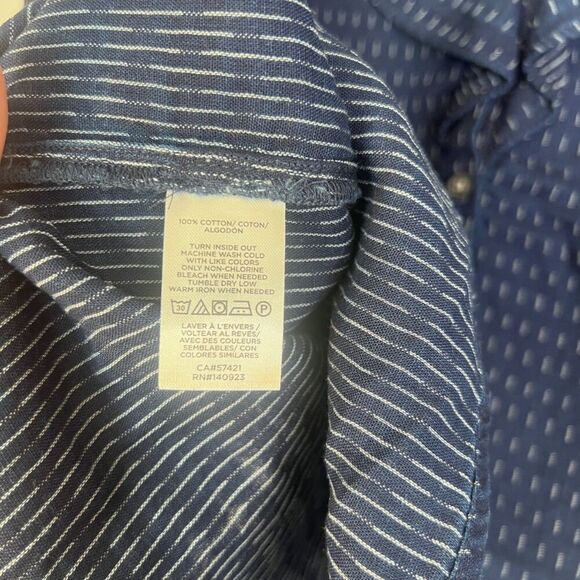 100% COTTON/ COTON/
ALGODÓN
TURN INSIDE OUT
MACHINE WASH COLD
WITH LIKE COLORS
ONLY NON-CHLORINE
BLEACH WHEN NEEDED
TUMBLE DRY LOW
WARM IRON WHEN NEEDED
30 P
LAVER À L'ENVERS /
VOLTEAR AL REVÉS/
AVEC DES COULEURS
SEMBLABLES/ CON
COLORES SIMILARES
CA#57421
RN#140923